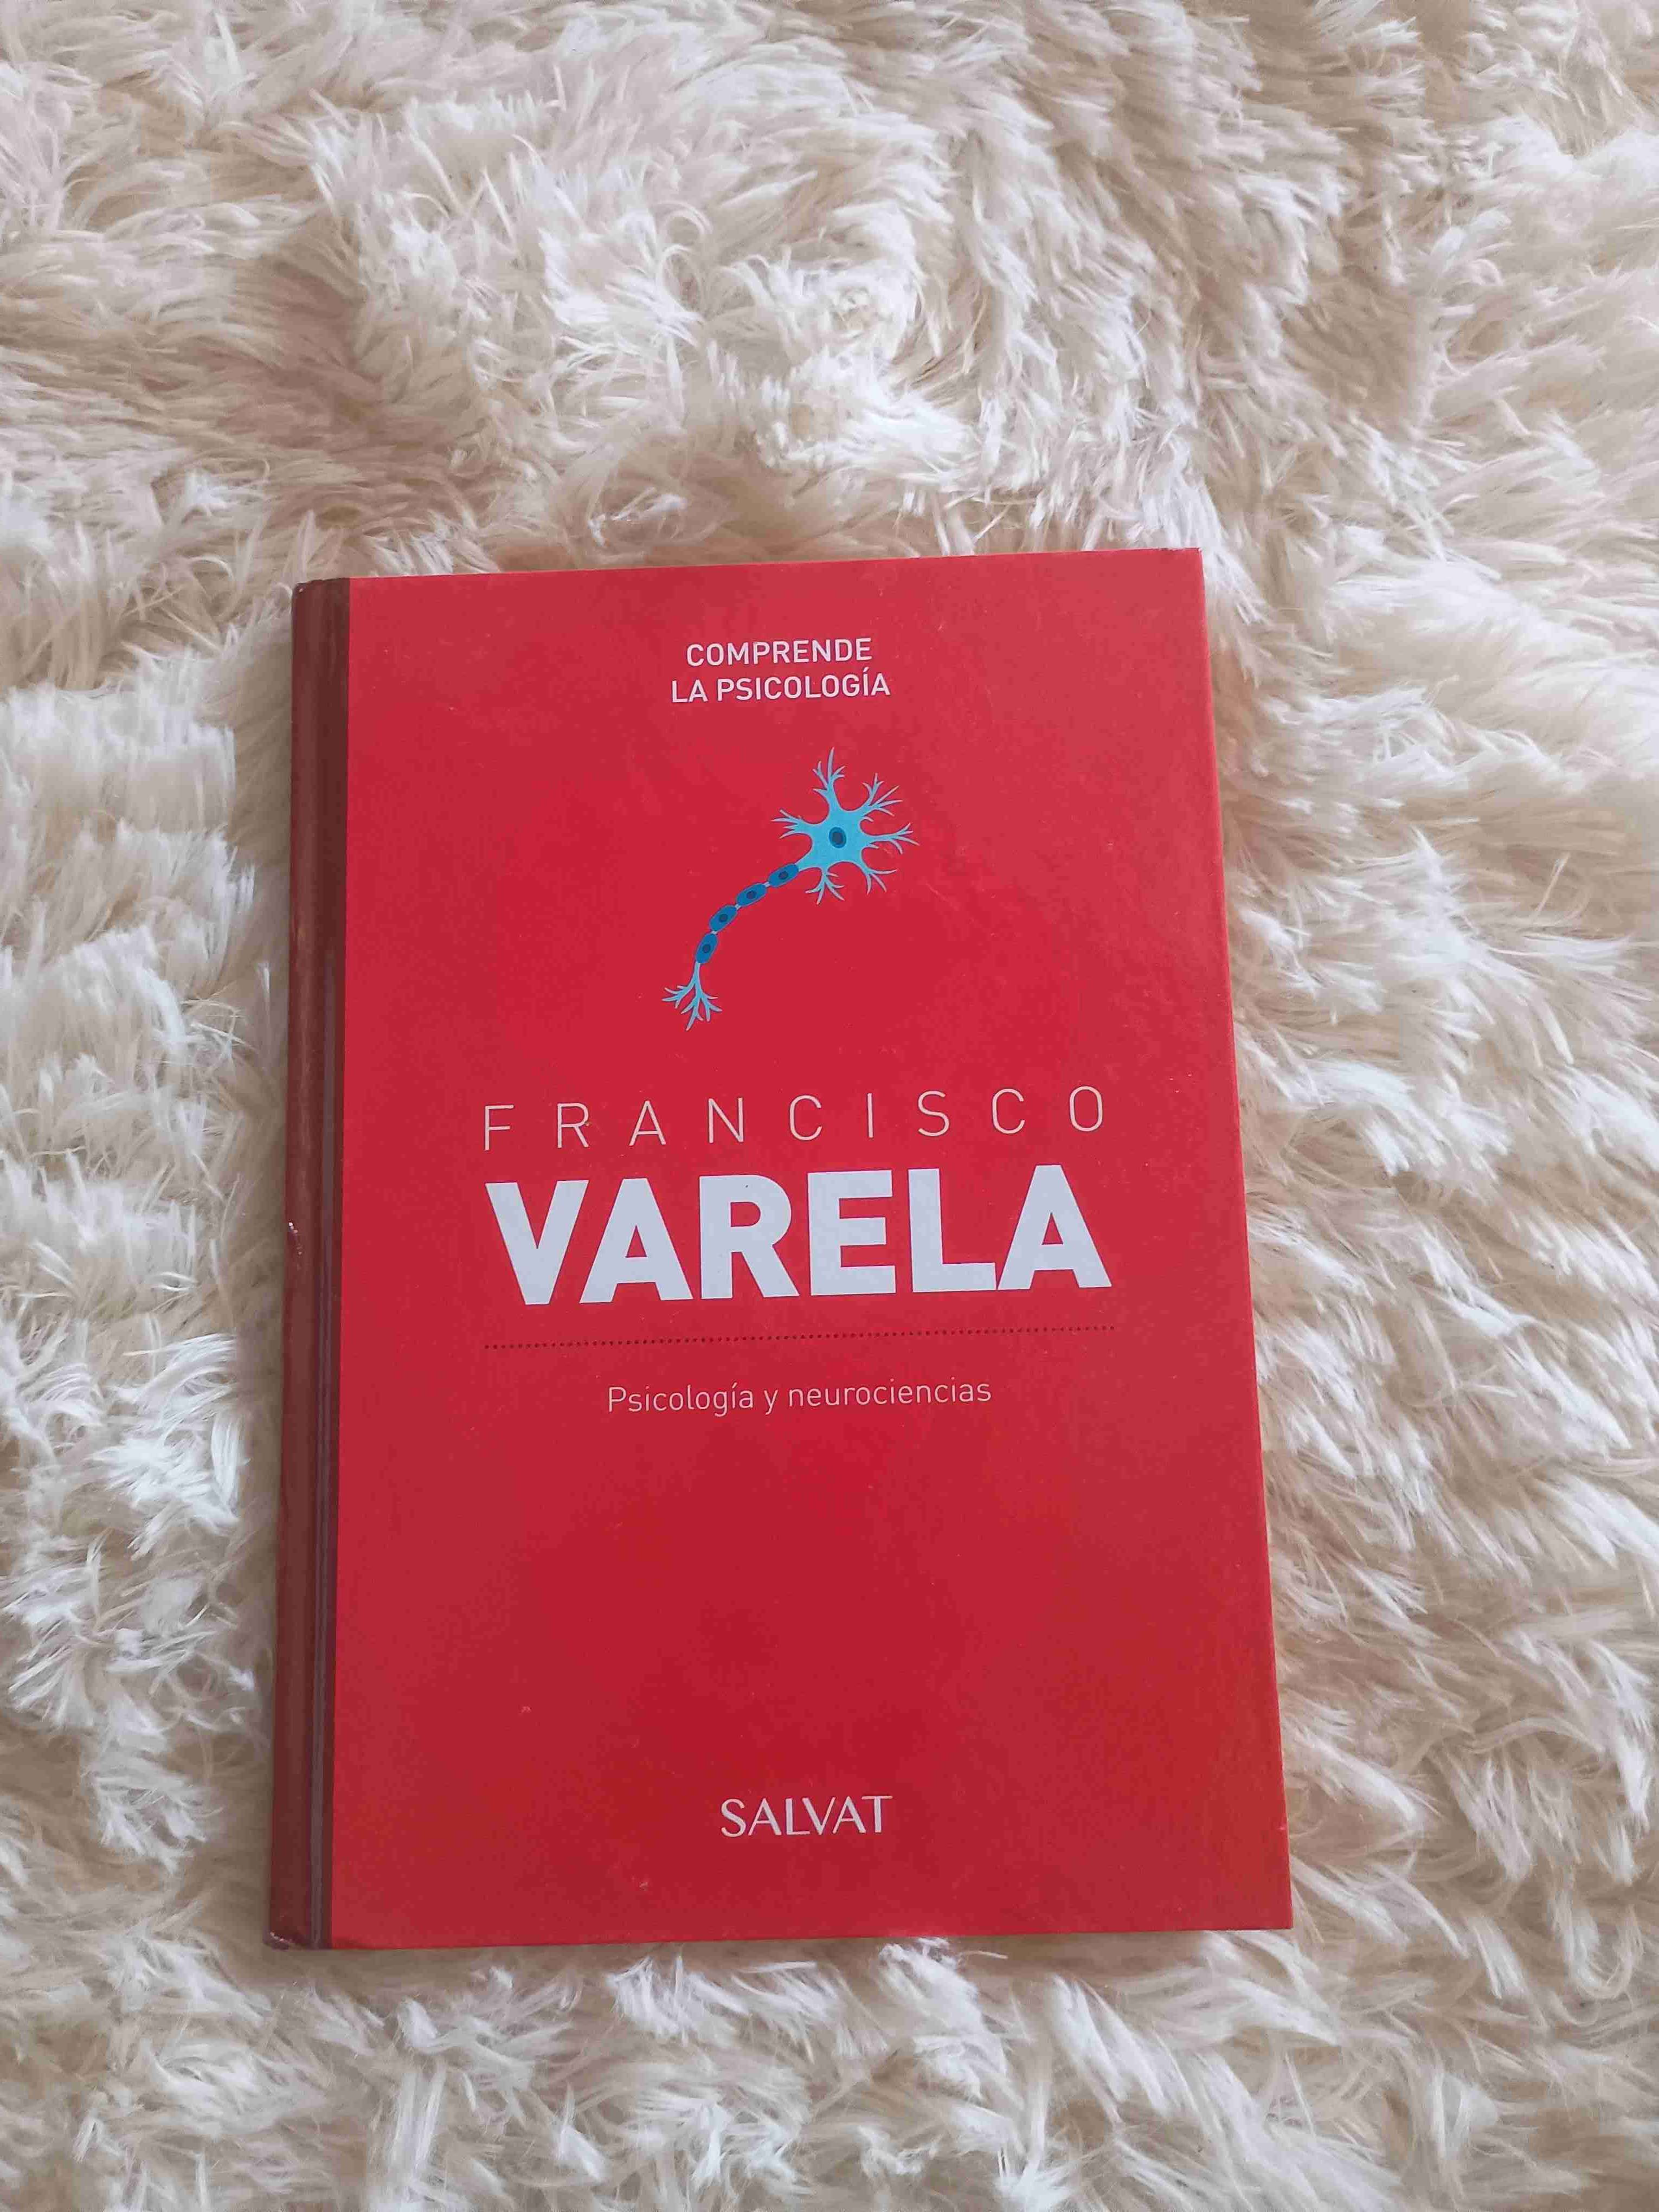 COMPRENDE
LA PSICOLOGÍA
FRANCISCO
VARELA
Psicología y neurociencias
SALVAT